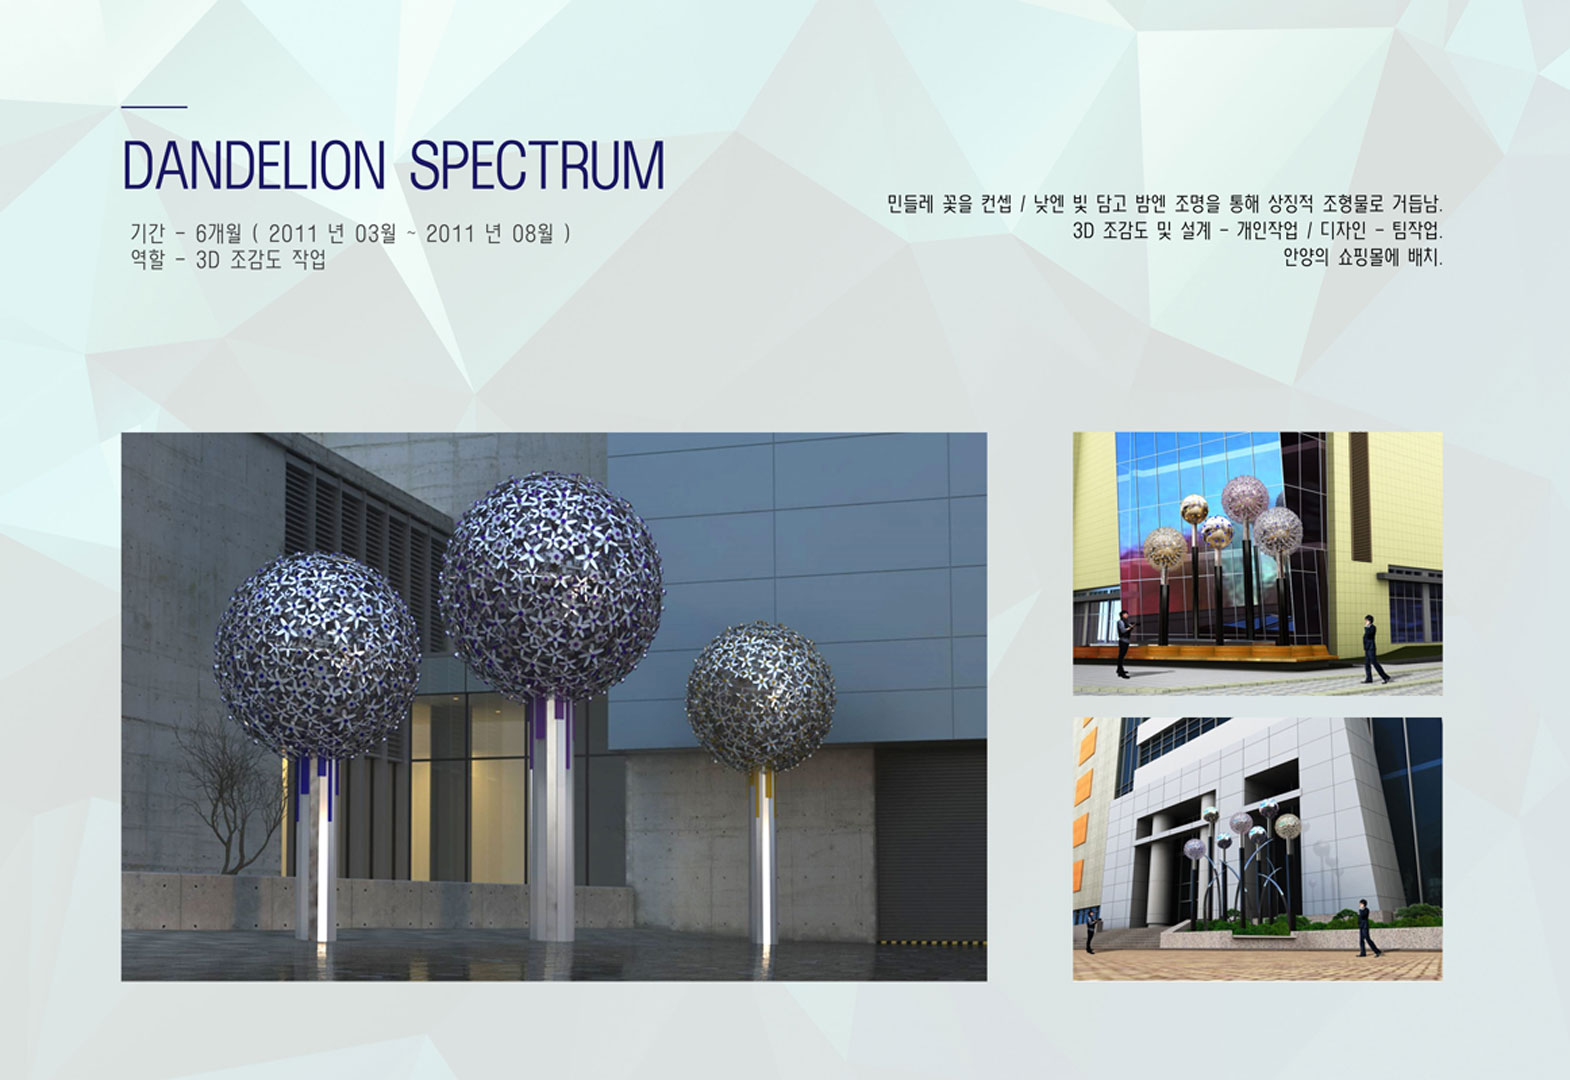 DANDELION SPECTRUM
기간 - 6개월 ( 2011 년 03월 ~ 2011 년 08월 )
역할 - 3D 조감도 작업
민들레 꽃을 컨셉 / 낮엔 빛 담고 밤엔 조명을 통해 상징적 조형물로 거듭남.
3D 조감도 및 설계 - 개인작업 / 디자인 - 팀작업.
안양의 쇼핑몰에 배치.